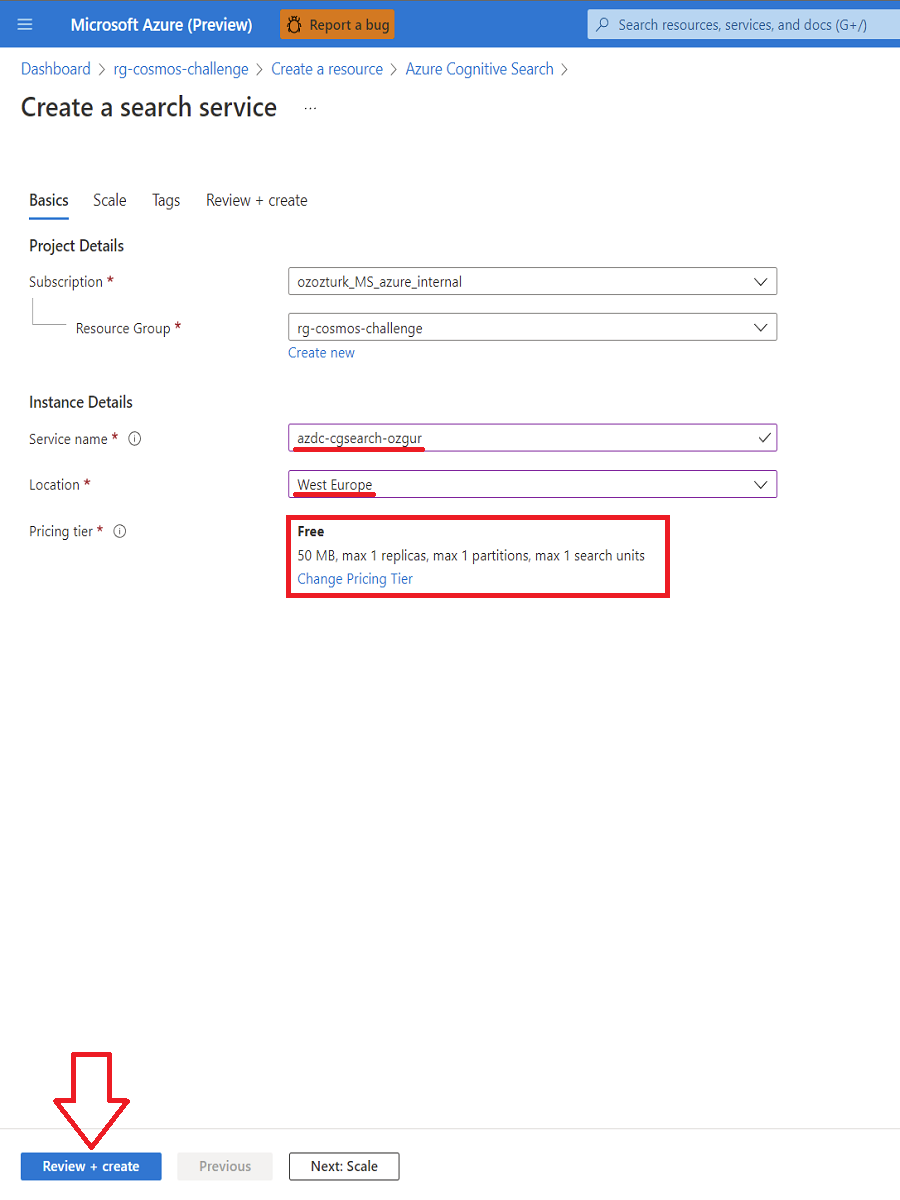 Microsoft Azure (Preview) Report a bug Search resources, services, and docs (G+/)
Dashboard > rg-cosmos-challenge > Create a resource > Azure Cognitive Search >
Create a search service ...
Basics Scale Tags Review + create
Project Details
Subscription * ozozturk_MS_azure_internal
Resource Group * rg-cosmos-challenge
Create new
Instance Details
Service name * azdc-cgsearch-ozgur
Location * West Europe
Pricing tier * Free
50 MB, max 1 replicas, max 1 partitions, max 1 search units
Change Pricing Tier
Review + create Previous Next: Scale